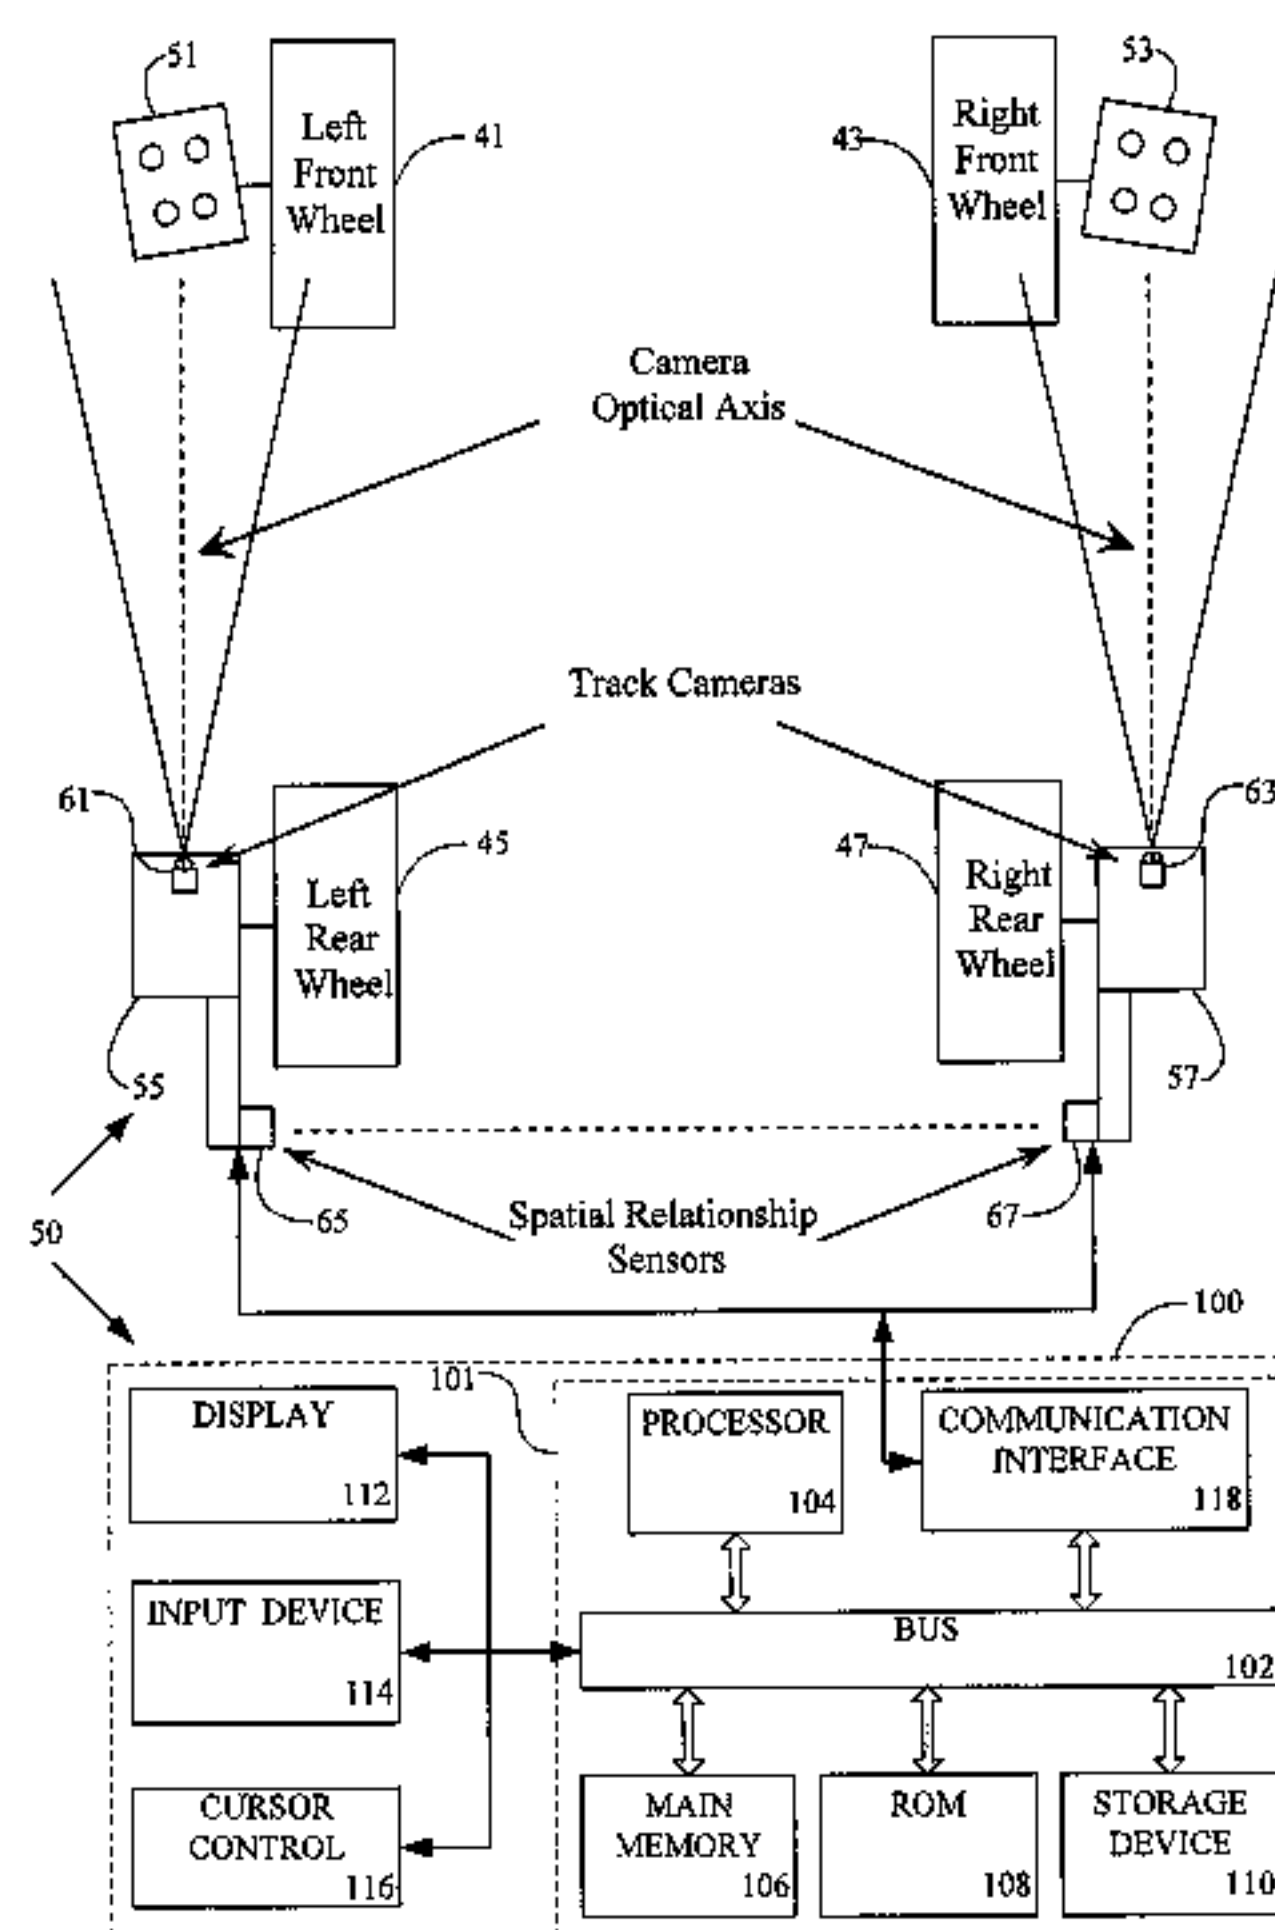 51
53
Left
Front
Wheel
41
43
Right
Front
Wheel
Camera
Optical Axis
Track Cameras
61
63
45
47
Left
Rear
Wheel
Right
Rear
Wheel
55
57
65
67
Spatial Relationship
Sensors
50
100
101
DISPLAY
112
PROCESSOR
104
COMMUNICATION
INTERFACE
118
INPUT DEVICE
114
BUS
102
CURSOR
CONTROL
116
MAIN
MEMORY
106
ROM
108
STORAGE
DEVICE
110